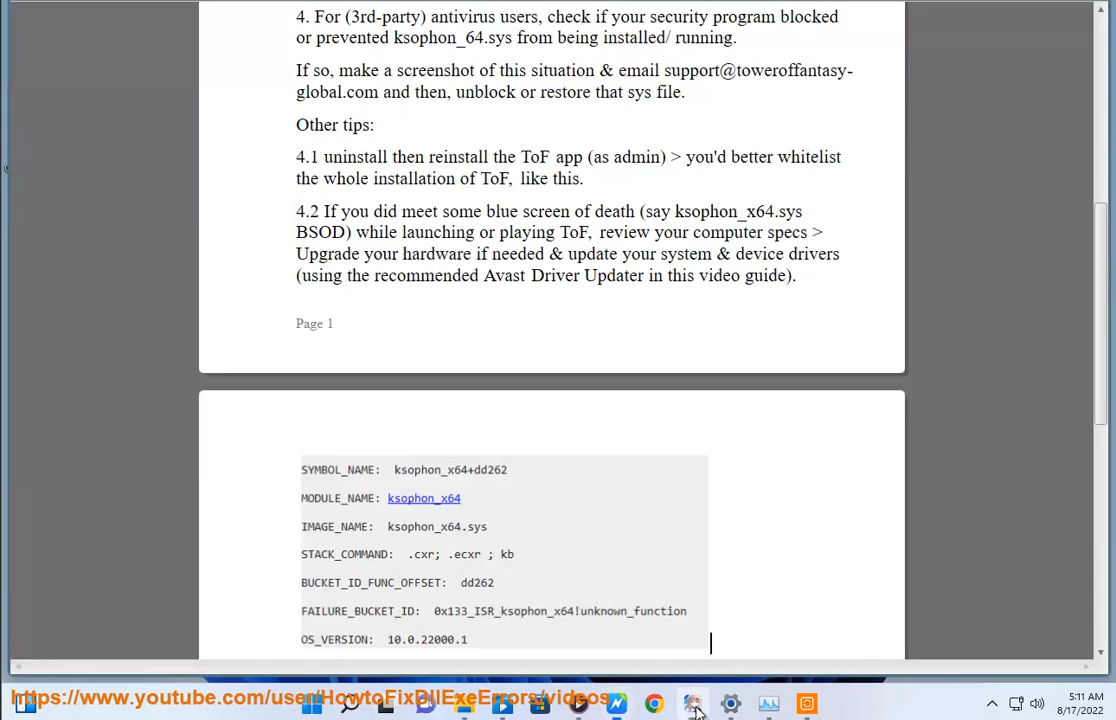 4. For (3rd-party) antivirus users, check if your security program blocked
or prevented ksophon_64.sys from being installed/ running.
If so, make a screenshot of this situation & email support@toweroffantasy-
global.com and then, unblock or restore that sys file.
Other tips:
4.1 uninstall then reinstall the ToF app (as admin) > you'd better whitelist
the whole installation of ToF, like this.
4.2 If you did meet some blue screen of death (say ksophon_x64.sys
BSOD) while launching or playing ToF, review your computer specs >
Upgrade your hardware if needed & update your system & device drivers
(using the recommended Avast Driver Updater in this video guide).
Page 1
SYMBOL_NAME: ksophon_x64+dd262
MODULE_NAME: ksophon_x64
IMAGE_NAME: ksophon_x64.sys
STACK_COMMAND: .cxr; .ecxr ; kb
BUCKET_ID_FUNC_OFFSET: dd262
FAILURE_BUCKET_ID: 0x133_ISR_ksophon_x64!unknown_function
OS_VERSION: 10.0.22000.1
https://www.youtube.com/user/HowtoFixDllExeErrors/videos
5:11 AM
8/17/2022